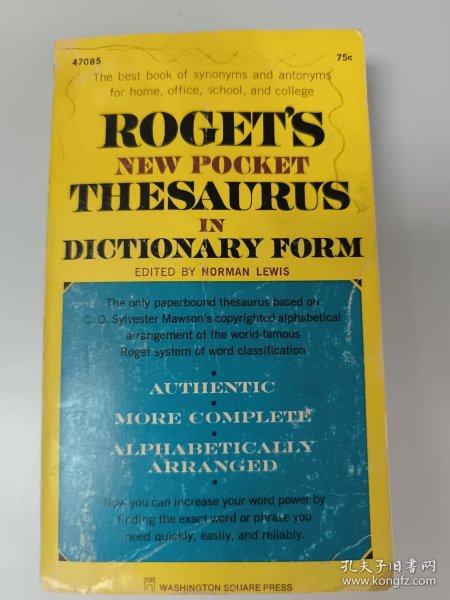 47085
75¢
The best book of synonyms and antonyms
for home, office, school, and college
ROGET'S
NEW POCKET
THESAURUS
IN
DICTIONARY FORM
EDITED BY NORMAN LEWIS
The only paperbound thesaurus based on
C. O. Sylvester Mawson's copyrighted alphabetical
arrangement of the world-famous
Roget system of word classification
•
AUTHENTIC
•
MORE COMPLETE
•
ALPHABETICALLY
ARRANGED
•
Now you can increase your word power by
finding the exact word or phrase you
need quickly, easily, and reliably.
WSP
WASHINGTON SQUARE PRESS
孔夫子旧书网
www.kongfz.com